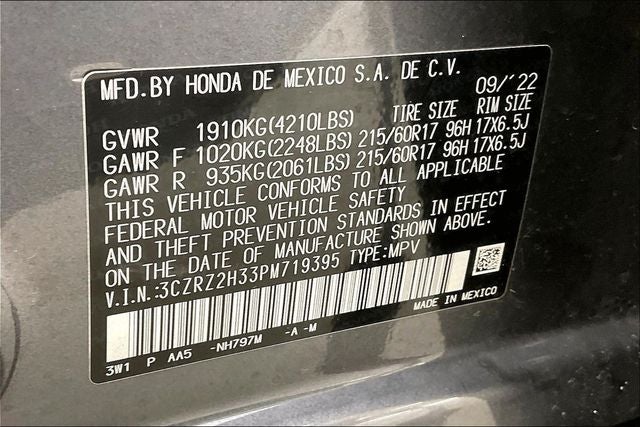 MFD.BY HONDA DE MEXICO S.A. DE C.V.
09/'22
TIRE SIZE RIM SIZE
GVWR 1910KG(4210LBS)
GAWR F 1020KG(2248LBS) 215/60R17 96H 17X6.5J
GAWR R 935KG(2061LBS) 215/60R17 96H 17X6.5J
THIS VEHICLE CONFORMS TO ALL APPLICABLE
FEDERAL MOTOR VEHICLE SAFETY
AND THEFT PREVENTION STANDARDS IN EFFECT
ON THE DATE OF MANUFACTURE SHOWN ABOVE.
V.I.N.:3CZRZ2H33PM719395 TYPE:MPV
MADE IN MEXICO
3W1 P AA5 -NH797M -A -M